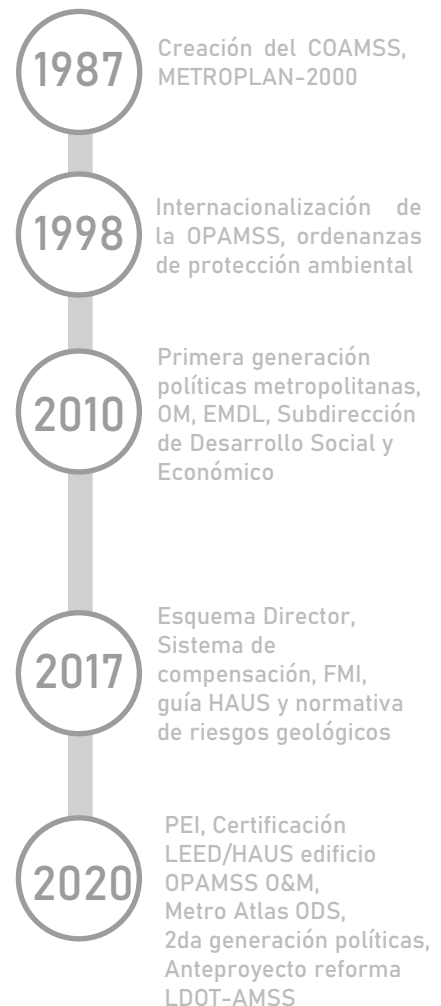 1987
Creación del COAMSS,
METROPLAN-2000
1998
Internacionalización de
la OPAMSS, ordenanzas
de protección ambiental
2010
Primera generación
políticas metropolitanas,
OM, EMDL, Subdirección
de Desarrollo Social y
Económico
2017
Esquema Director,
Sistema de
compensación, FMI,
guía HAUS y normativa
de riesgos geológicos
2020
PEI, Certificación
LEED/HAUS edificio
OPAMSS O&M,
Metro Atlas ODS,
2da generación políticas,
Anteproyecto reforma
LDOT-AMSS